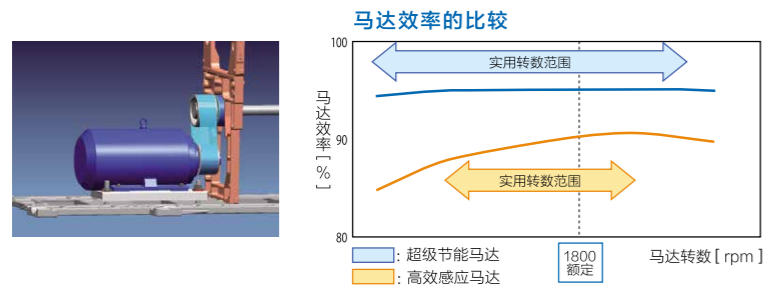 马达效率的比较
100
实用转数范围
马达效率[%]
90
实用转数范围
80
1800
额定
马达转数[rpm]
：超级节能马达
：高效感应马达